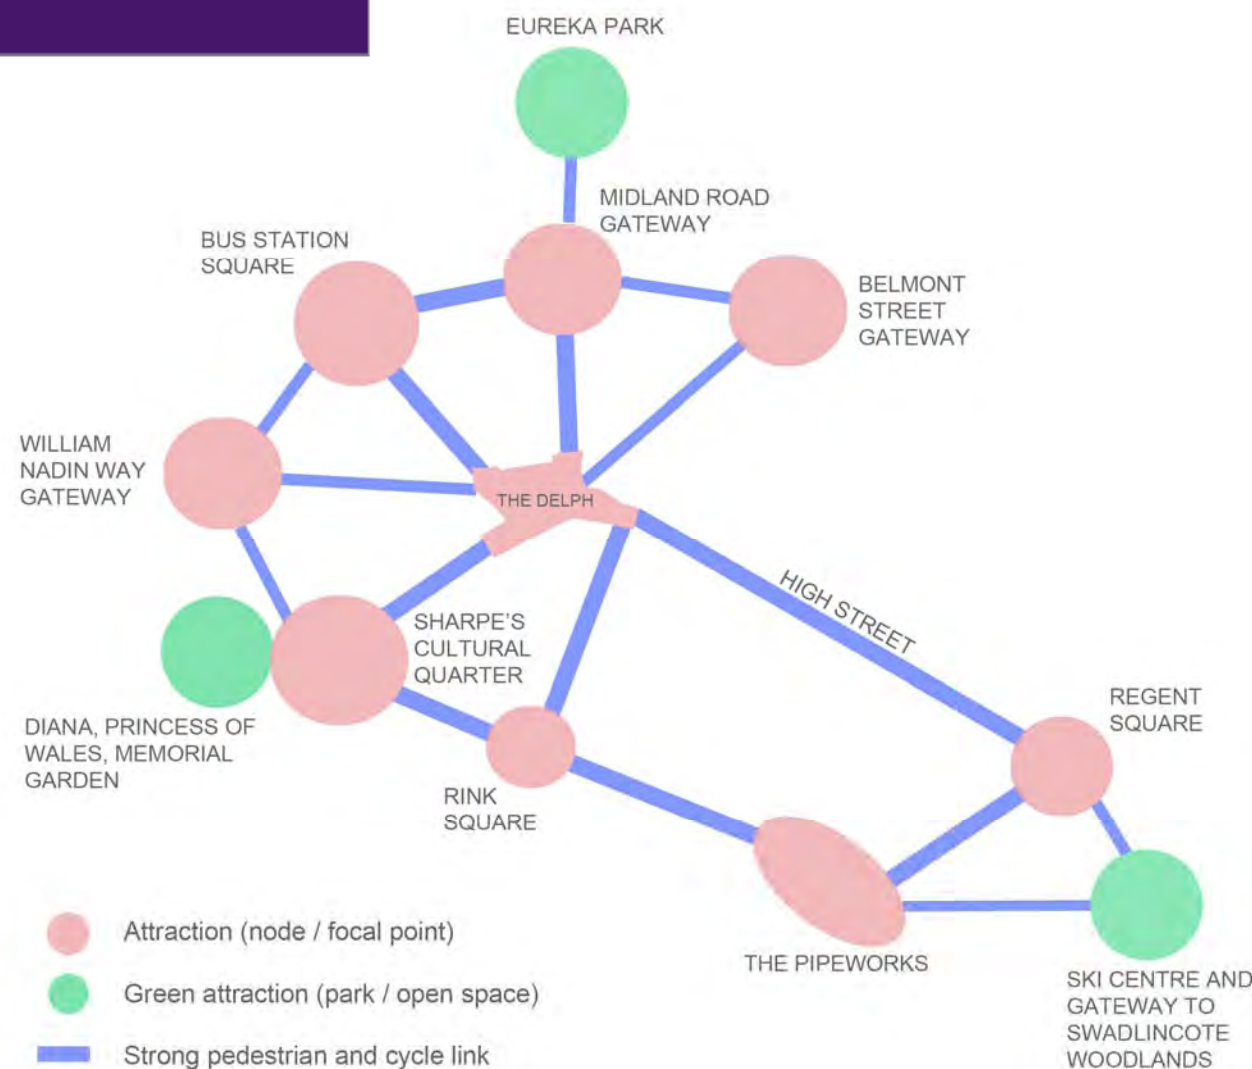 EUREKA PARK
MIDLAND ROAD
GATEWAY
BUS STATION
SQUARE
BELMONT
STREET
GATEWAY
WILLIAM
NADIN WAY
GATEWAY
THE DELPH
HIGH STREET
SHARPE'S
CULTURAL
QUARTER
REGENT
SQUARE
DIANA, PRINCESS OF
WALES, MEMORIAL
GARDEN
RINK
SQUARE
THE PIPEWORKS
SKI CENTRE AND
GATEWAY TO
SWADLINCOTE
WOODLANDS
Attraction (node / focal point)
Green attraction (park / open space)
Strong pedestrian and cycle link